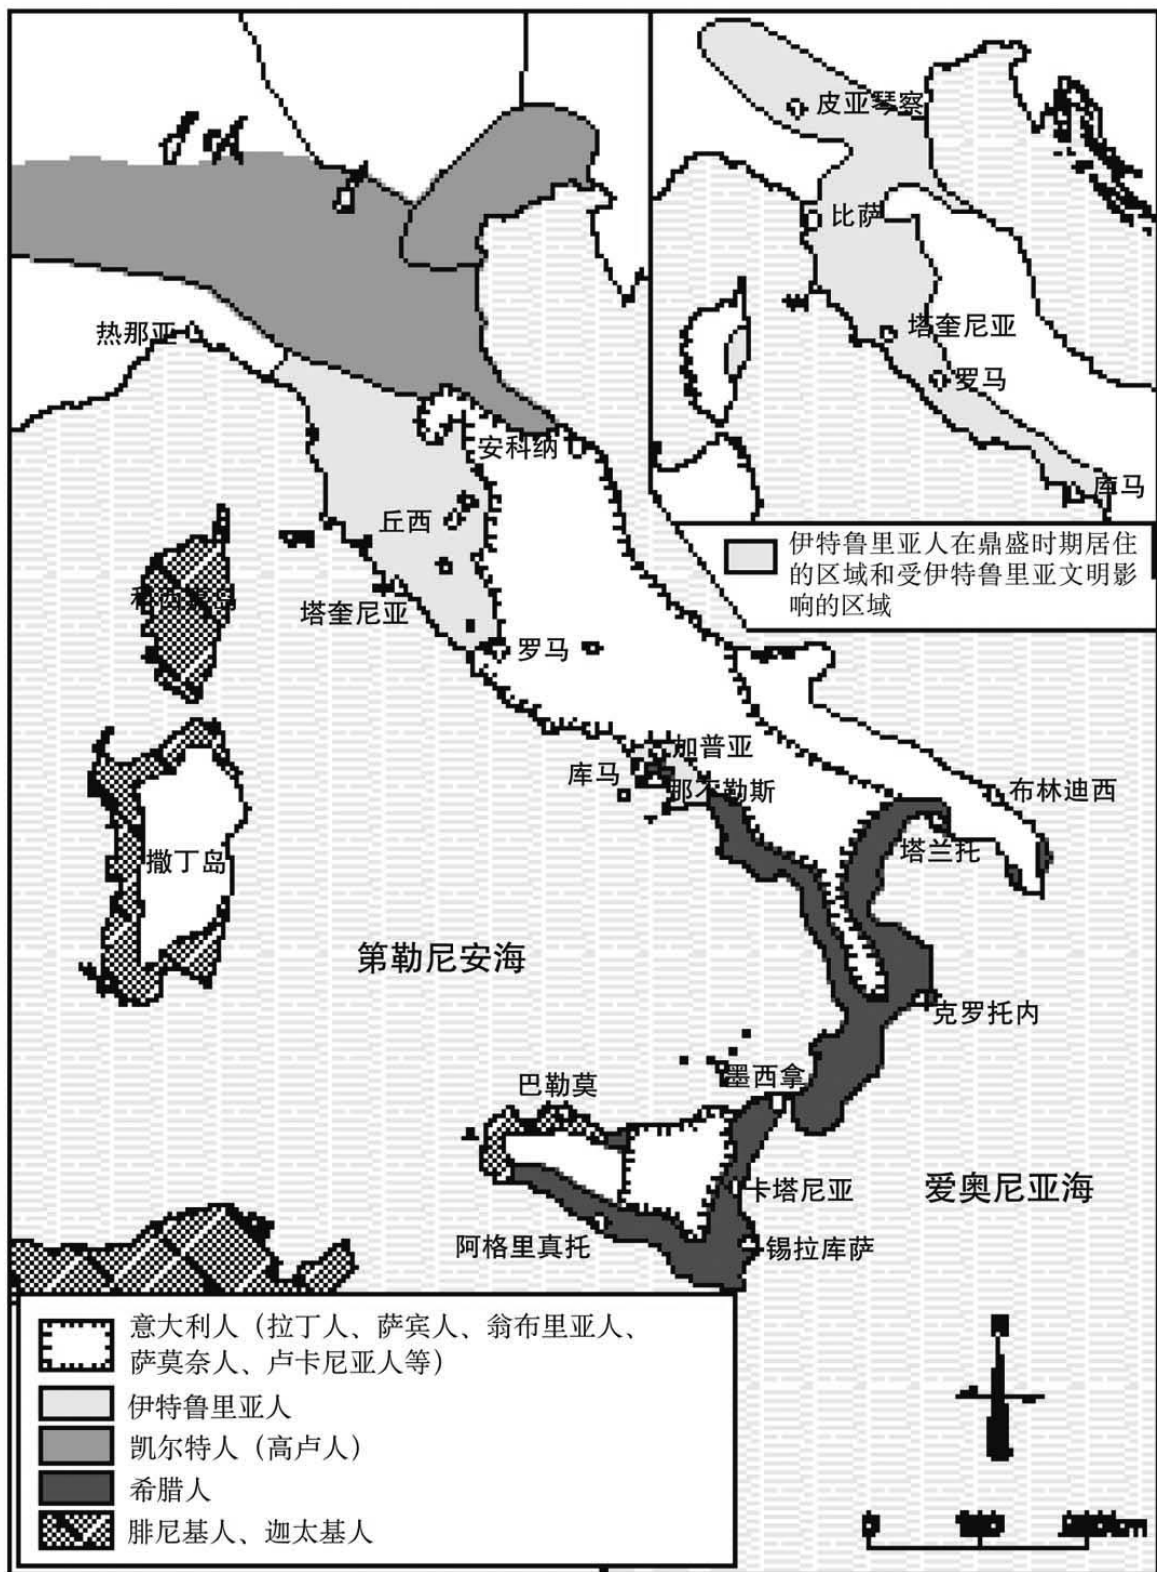 皮亚琴察
比萨
塔奎尼亚
罗马
库马
伊特鲁里亚人在鼎盛时期居住
的区域和受伊特鲁里亚文明影
响的区域
热那亚
安科纳
丘西
塔奎尼亚
罗马
加普亚
库马
那不勒斯
布林迪西
塔兰托
撒丁岛
第勒尼安海
克罗托内
墨西拿
巴勒莫
卡塔尼亚
爱奥尼亚海
阿格里真托
锡拉库萨
意大利人（拉丁人、萨宾人、翁布里亚人、
萨莫奈人、卢卡尼亚人等）
伊特鲁里亚人
凯尔特人（高卢人）
希腊人
腓尼基人、迦太基人
0